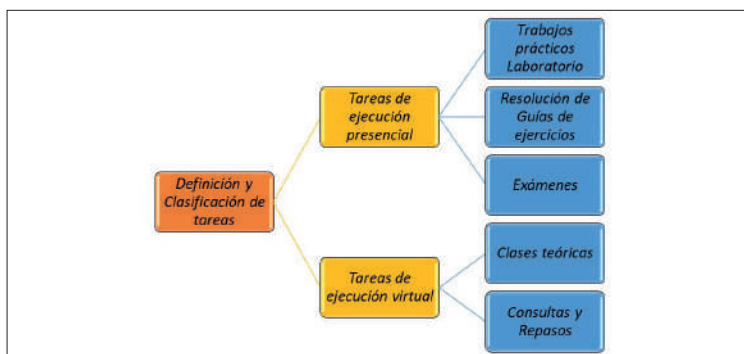 Definición y
Clasificación de
tareas
Tareas de
ejecución
presencial
Trabajos
prácticos
Laboratorio
Resolución de
Guías de
ejercicios
Exámenes
Tareas de
ejecución virtual
Clases teóricas
Consultas y
Repasos